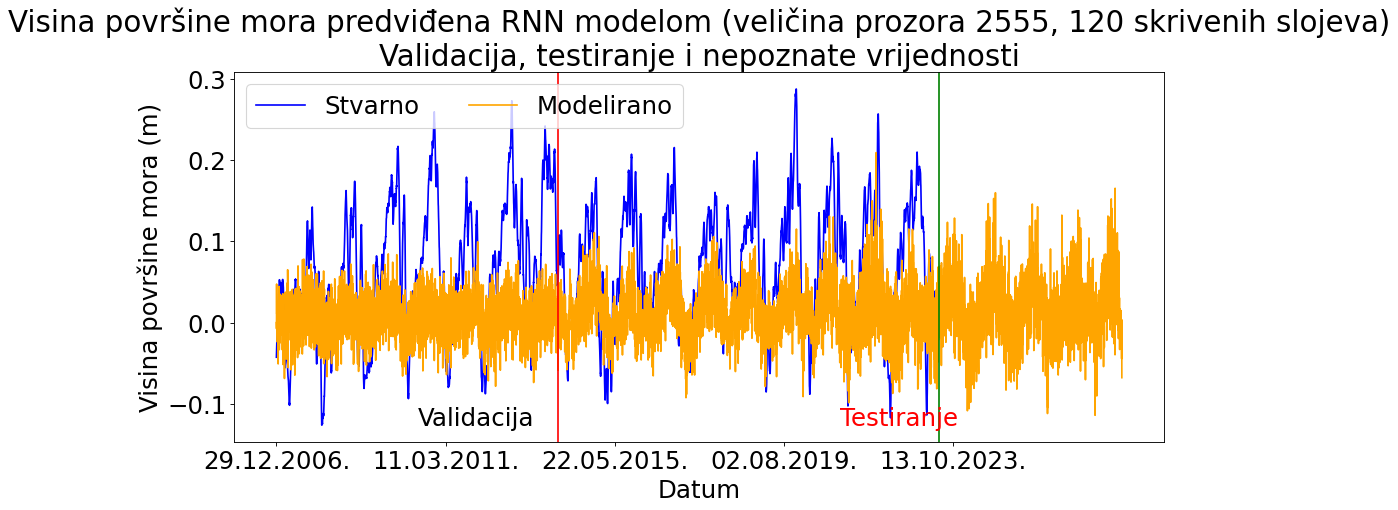 Visina površine mora predviđena RNN modelom (veličina prozora 2555, 120 skrivenih slojeva)
Validacija, testiranje i nepoznate vrijednosti
Stvarno
Modelirano
Visina površine mora (m)
0.3
0.2
0.1
0.0
−0.1
Validacija
Testiranje
29.12.2006.
11.03.2011.
22.05.2015.
02.08.2019.
13.10.2023.
Datum